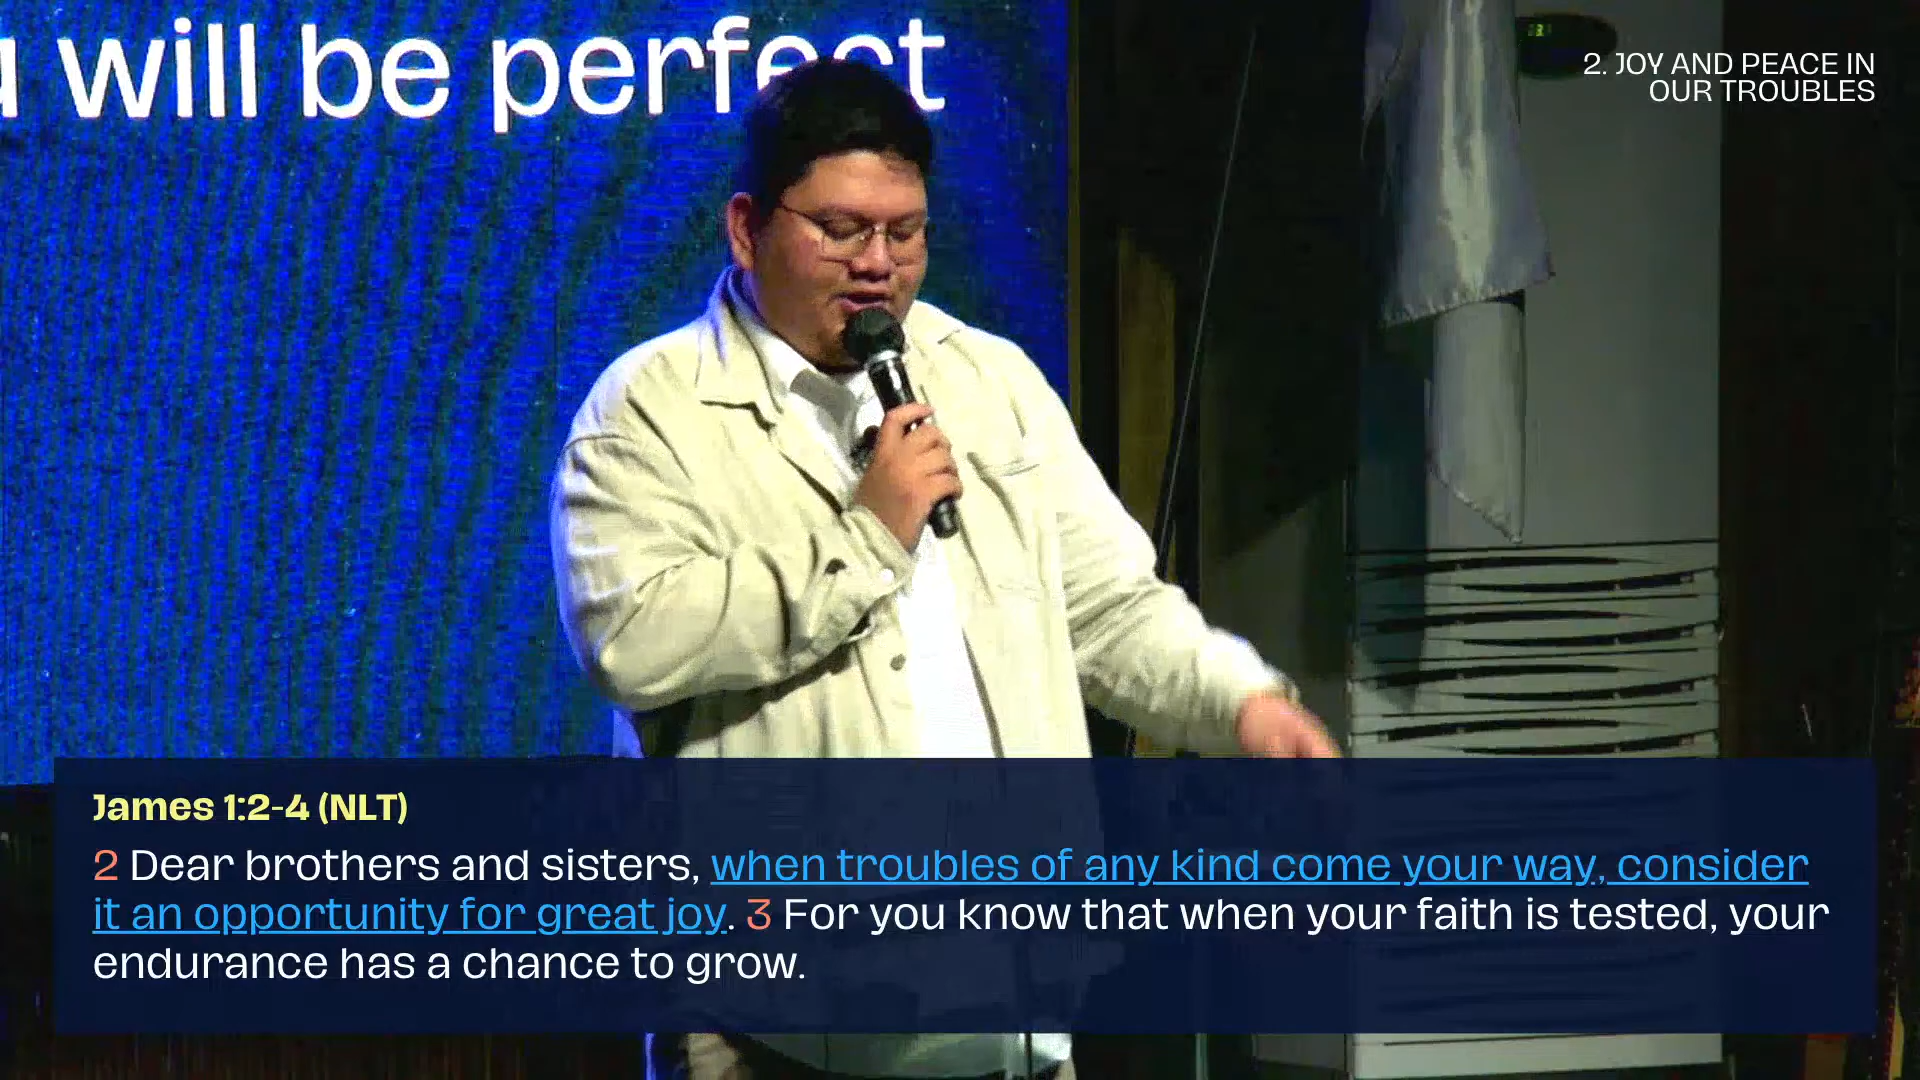 will be perfect
2. JOY AND PEACE IN
OUR TROUBLES
James 1:2-4 (NLT)
2 Dear brothers and sisters, when troubles of any kind come your way, consider
it an opportunity for great joy. 3 For you know that when your faith is tested, your
endurance has a chance to grow.